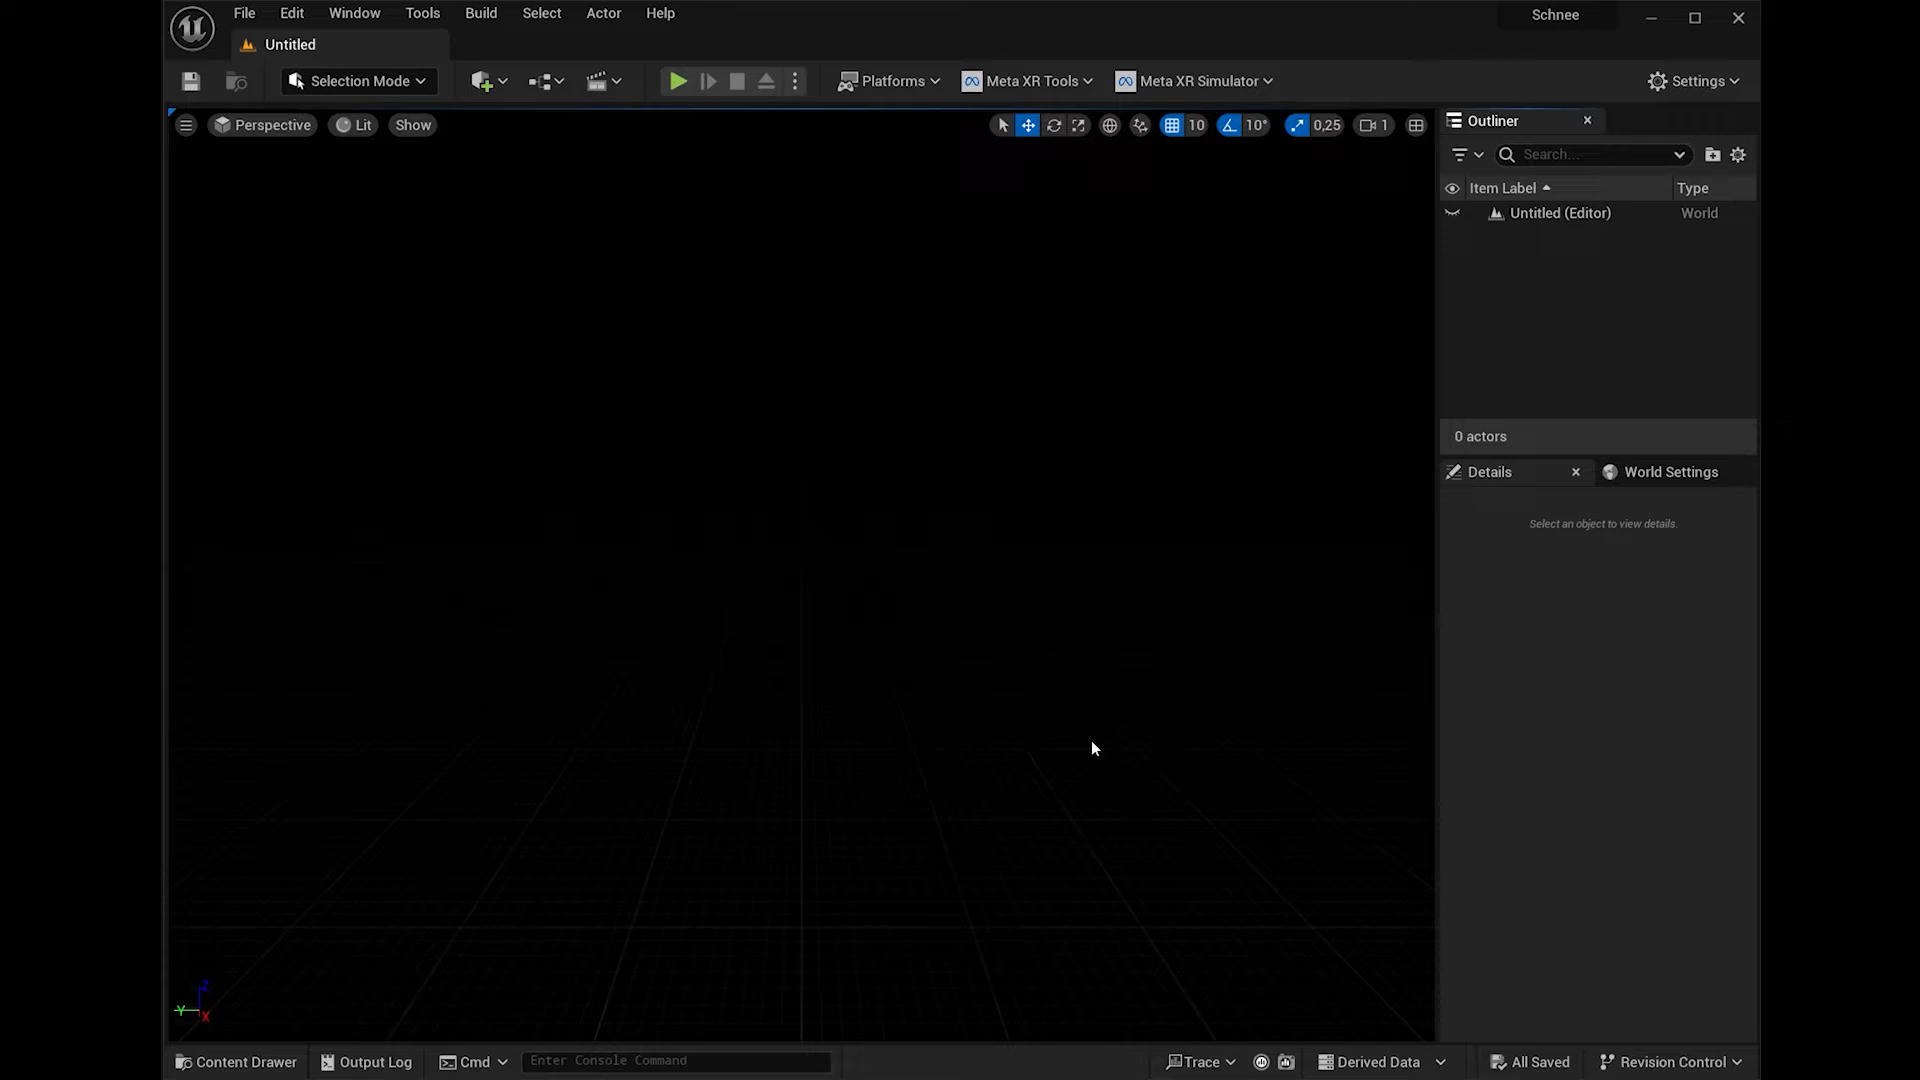 File Edit Window Tools Build Select Actor Help
Schnee
Untitled
Selection Mode
Platforms
Meta XR Tools
Meta XR Simulator
Settings
Perspective
Lit
Show
10
10°
0,25
1
Outliner
Search...
Item Label
Type
Untitled (Editor)
World
0 actors
Details
World Settings
Select an object to view details.
Z
Y
X
Content Drawer
Output Log
Cmd
Enter Console Command
Trace
Derived Data
All Saved
Revision Control